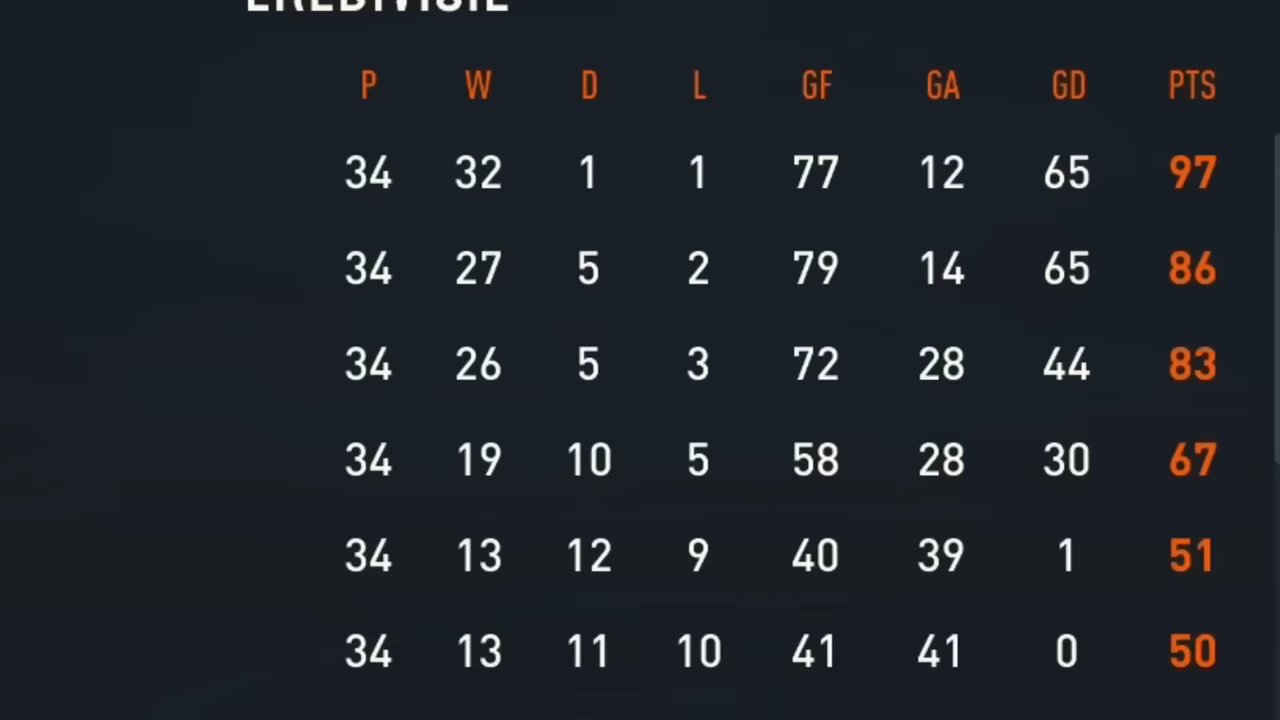 EREDIVISIE
P W D L GF GA GD PTS
34 32 1 1 77 12 65 97
34 27 5 2 79 14 65 86
34 26 5 3 72 28 44 83
34 19 10 5 58 28 30 67
34 13 12 9 40 39 1 51
34 13 11 10 41 41 0 50